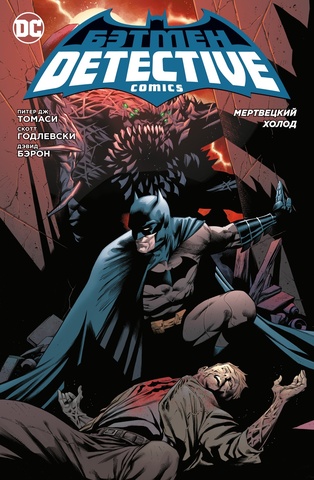 DC
БЭТМЕН
DETECTIVE
COMICS
ПИТЕР ДЖ.
ТОМАСИ
СКОТТ
ГОДЛЕВСКИ
ДЭВИД
БЭРОН
МЕРТВЕЦКИЙ
ХОЛОД